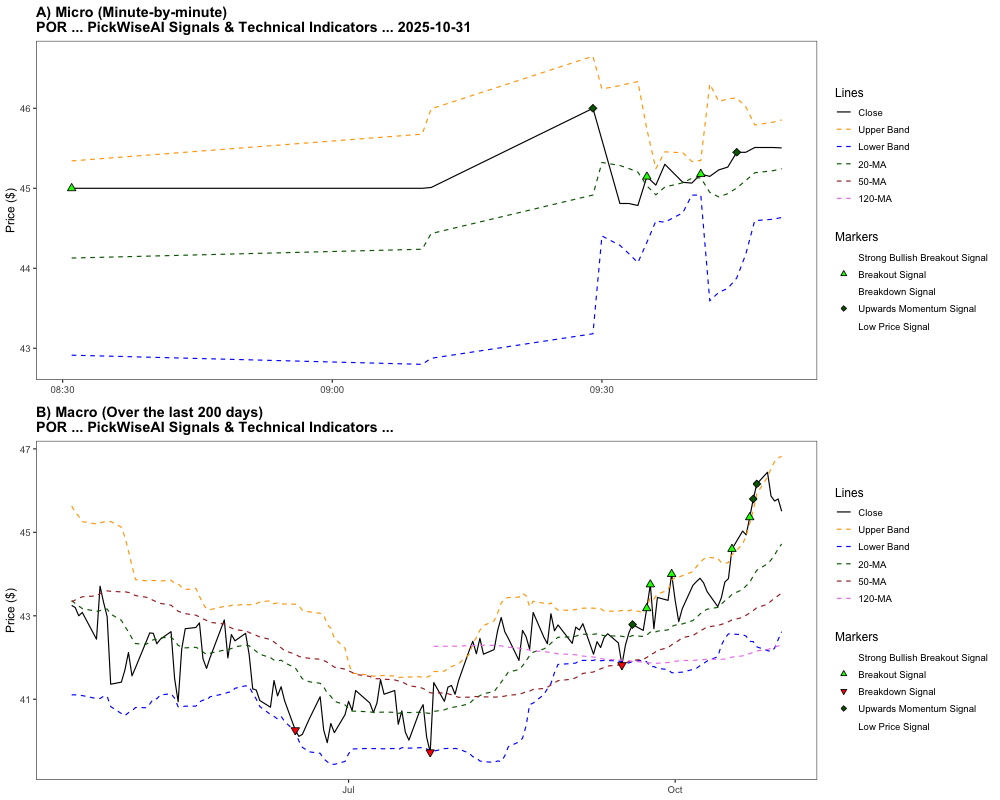 A) Micro (Minute-by-minute)
POR ... PickWiseAI Signals & Technical Indicators ... 2025-10-31
Price ($)
46
45
44
43
08:30
09:00
09:30
Lines
Close
Upper Band
Lower Band
20-MA
50-MA
120-MA
Markers
Strong Bullish Breakout Signal
Breakout Signal
Breakdown Signal
Upwards Momentum Signal
Low Price Signal
B) Macro (Over the last 200 days)
POR ... PickWiseAI Signals & Technical Indicators ...
Price ($)
47
45
43
41
Jul
Oct
Lines
Close
Upper Band
Lower Band
20-MA
50-MA
120-MA
Markers
Strong Bullish Breakout Signal
Breakout Signal
Breakdown Signal
Upwards Momentum Signal
Low Price Signal